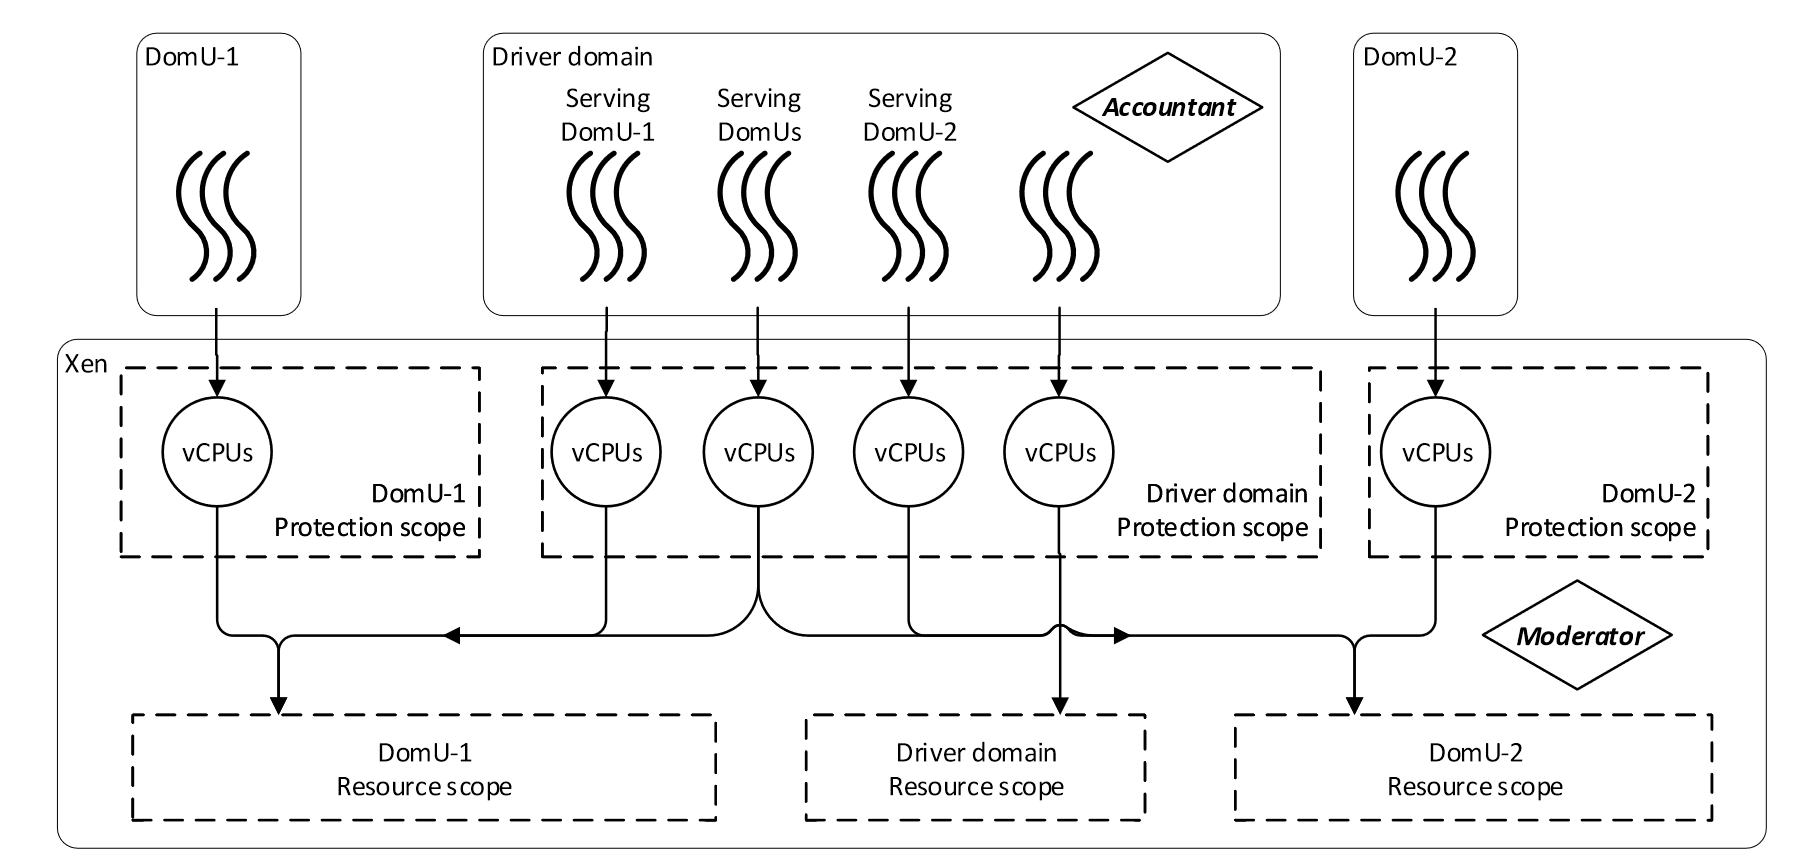 DomU-1
Driver domain
DomU-2
Serving
DomU-1
Serving
DomUs
Serving
DomU-2
Accountant
Xen
vCPUs
vCPUs
vCPUs
vCPUs
vCPUs
vCPUs
DomU-1
Protection scope
Driver domain
Protection scope
DomU-2
Protection scope
Moderator
DomU-1
Resource scope
Driver domain
Resource scope
DomU-2
Resource scope